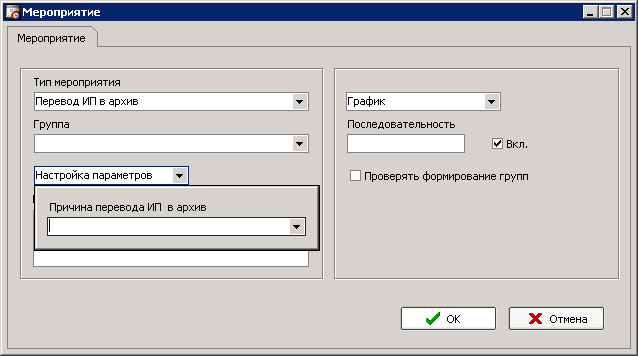 Мероприятие
Мероприятие
Тип мероприятия
Перевод ИП в архив
Группа
Настройка параметров
Причина перевода ИП в архив
График
Последовательность
Вкл.
Проверять формирование групп
OK
Отмена